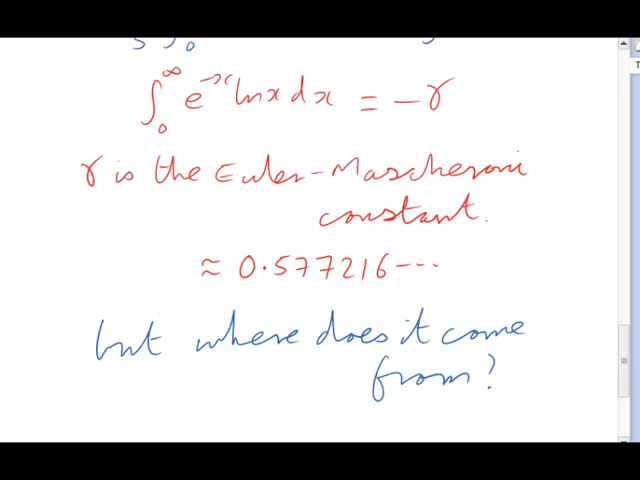 ∫₀^∞ e^-x ln x dx = -γ
γ is the Euler-Mascheroni
constant.
≈ 0.577216---
but where does it come
from?